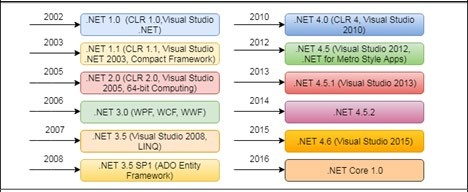 2002
.NET 1.0 (CLR 1.0,Visual Studio
.NET)
2003
.NET 1.1 (CLR 1.1, Visual Studio
.NET 2003, Compact Framework)
2005
.NET 2.0 (CLR 2.0, Visual Studio
2005, 64-bit Computing)
2006
.NET 3.0 (WPF, WCF, WWF)
2007
.NET 3.5 (Visual Studio 2008,
LINQ)
2008
.NET 3.5 SP1 (ADO Entity
Framework)
2010
.NET 4.0 (CLR 4, Visual Studio
2010)
2012
.NET 4.5 (Visual Studio 2012,
.NET for Metro Style Apps)
2013
.NET 4.5.1 (Visual Studio 2013)
2014
.NET 4.5.2
2015
.NET 4.6 (Visual Studio 2015)
2016
.NET Core 1.0